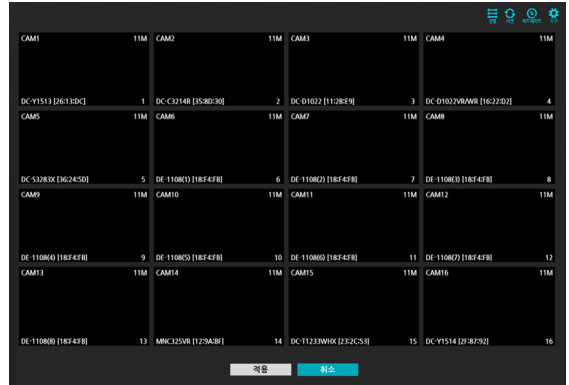 정렬 갱신
CAM1 11M CAM2 11M CAM3 11M CAM4 11M
DC-Y1513 [26:13:DC] 1 DC-C3214R [35:8D:30] 2 DC-D1022 [11:28:E9] 3 DC-D1022VR/WR [16:22:D2] 4
CAM5 11M CAM6 11M CAM7 11M CAM8 11M
DC-S3283X [36:24:5D] 5 DE-1108(1) [18:F4:FB] 6 DE-1108(2) [18:F4:FB] 7 DE-1108(3) [18:F4:FB] 8
CAM9 11M CAM10 11M CAM11 11M CAM12 11M
DE-1108(4) [18:F4:FB] 9 DE-1108(5) [18:F4:FB] 10 DE-1108(6) [18:F4:FB] 11 DE-1108(7) [18:F4:FB] 12
CAM13 11M CAM14 11M CAM15 11M CAM16 11M
DE-1108(8) [18:F4:FB] 13 MNC325VR [12:9A:8F] 14 DC-T1233WHX [23:2C:53] 15 DC-Y1514 [2F:87:92] 16
적용 취소